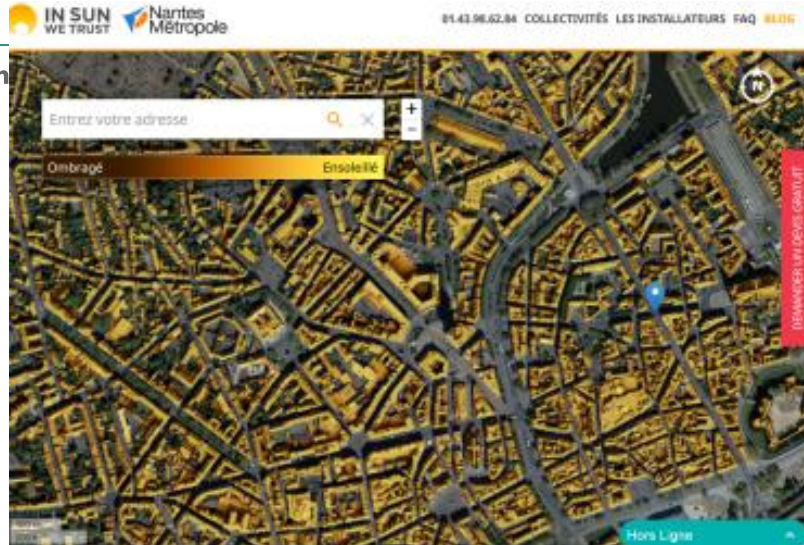 IN SUN
WE TRUST
Nantes
Métropole
01.43.98.62.84 COLLECTIVITÉS LES INSTALLATEURS FAQ BLOG
Entrez votre adresse
+
-
N
Ombragé
Ensoleillé
DEMANDER UN DEVIS GRATUIT
Hors Ligne